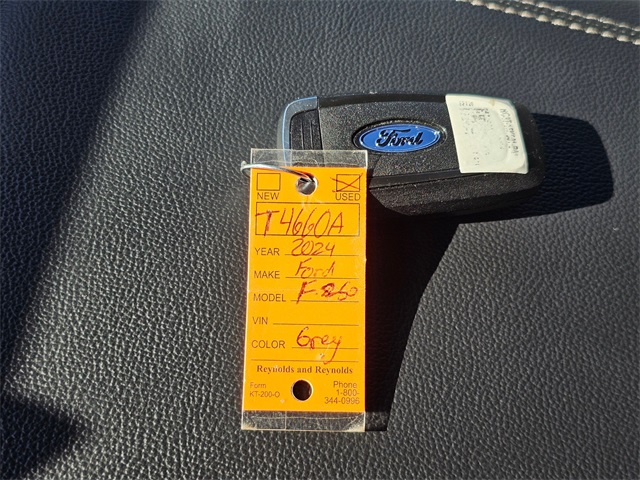 Ford
NEW USED
T4660A
YEAR 2024
MAKE Ford
MODEL F-250
VIN
COLOR Grey
Reynolds and Reynolds
Form Phone
KT-200-O 1-800-
344-0996